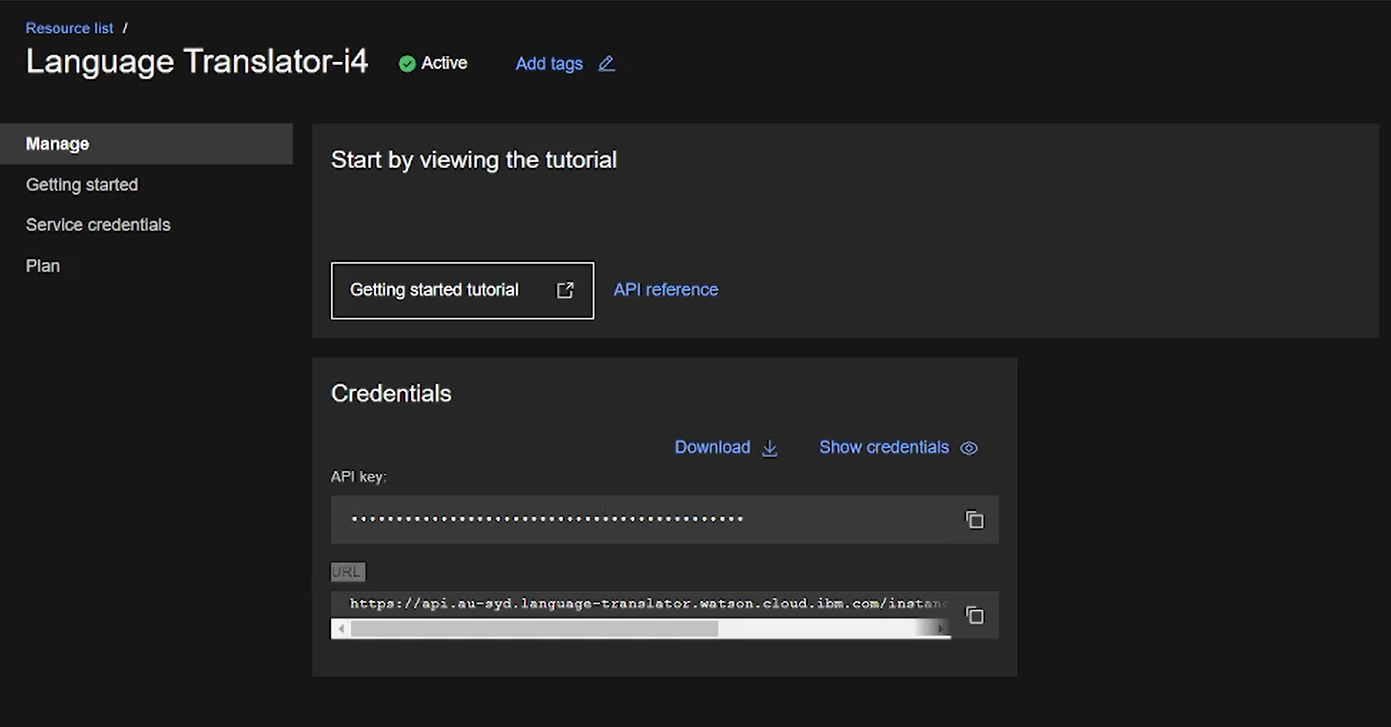 Resource list /
Language Translator-i4 Active Add tags
Manage
Getting started
Service credentials
Plan
Start by viewing the tutorial
Getting started tutorial API reference
Credentials
Download Show credentials
API key:
••••••••••••••••••••••••••••••••••••••••••••
URL:
https://api.au-syd.language-translator.watson.cloud.ibm.com/instanc